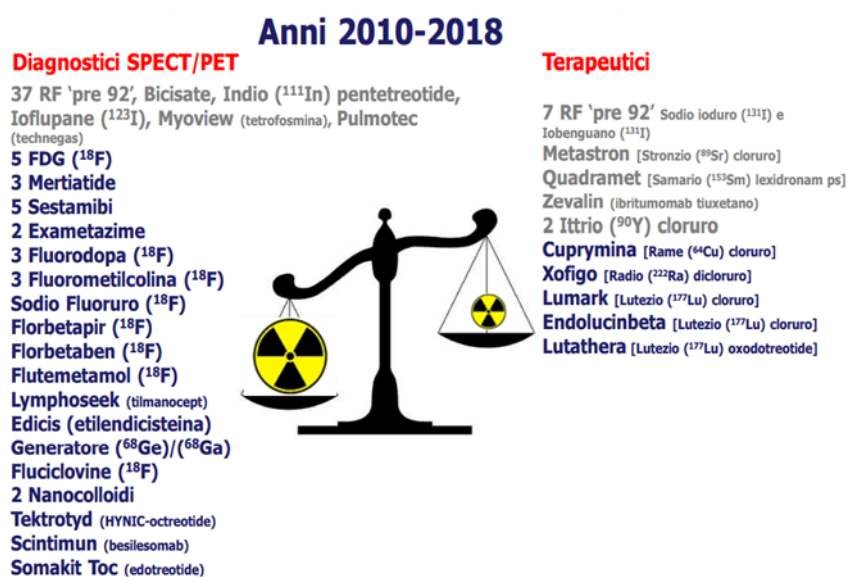 Anni 2010-2018
Diagnostici SPECT/PET
37 RF ‘pre 92’, Bicisate, Indio (¹¹¹In) pentetreotide,
Ioflupane (¹²³I), Myoview (tetrofosmina), Pulmotec
(technegas)
5 FDG (¹⁸F)
3 Mertiatide
5 Sestamibi
2 Exametazime
3 Fluorodopa (¹⁸F)
3 Fluorometilcolina (¹⁸F)
Sodio Fluoruro (¹⁸F)
Florbetapir (¹⁸F)
Florbetaben (¹⁸F)
Flutemetamol (¹⁸F)
Lymphoseek (tilmanocept)
Edicis (etilendicisteina)
Generatore (⁶⁸Ge)/(⁶⁸Ga)
Fluciclovine (¹⁸F)
2 Nanocolloidi
Tektrotyd (HYNIC-octreotide)
Scintimun (besilesomab)
Somakit Toc (edotreotide)
Terapeutici
7 RF ‘pre 92’ Sodio ioduro (¹³¹I) e
Iobenguano (¹³¹I)
Metastron [Stronzio (⁸⁹Sr) cloruro]
Quadramet [Samario (¹⁵³Sm) lexidronam ps]
Zevalin (ibritumomab tiuxetano)
2 Ittrio (⁹⁰Y) cloruro
Cuprymina [Rame (⁶⁴Cu) cloruro]
Xofigo [Radio (²²²Ra) dicloruro]
Lumark [Lutezio (¹⁷⁷Lu) cloruro]
Endolucinbeta [Lutezio (¹⁷⁷Lu) cloruro]
Lutathera [Lutezio (¹⁷⁷Lu) oxodotreotide]